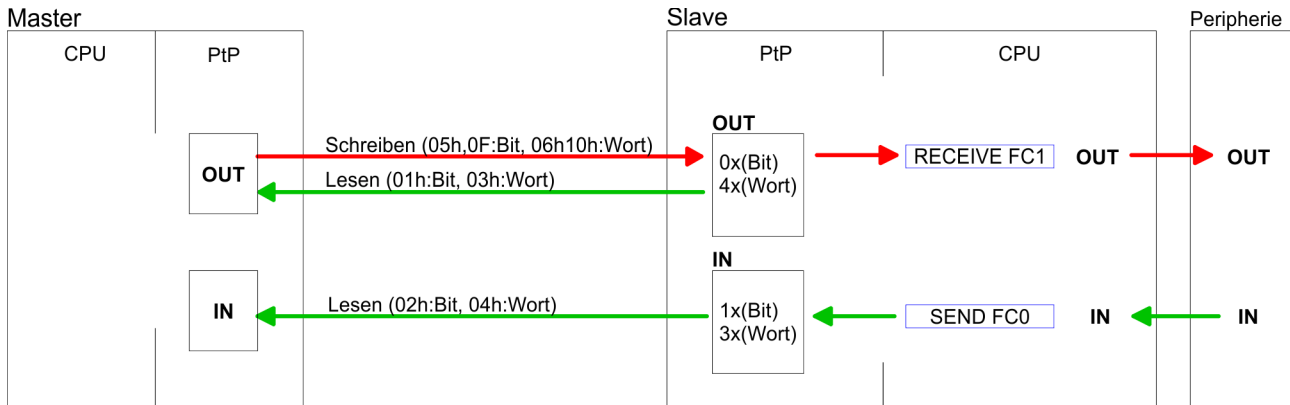 Master
Slave
Peripherie
CPU
PtP
PtP
CPU
OUT
Schreiben (05h,0F:Bit, 06h10h:Wort)
Lesen (01h:Bit, 03h:Wort)
OUT
0x(Bit)
4x(Wort)
RECEIVE FC1
OUT
OUT
IN
Lesen (02h:Bit, 04h:Wort)
IN
1x(Bit)
3x(Wort)
SEND FC0
IN
IN